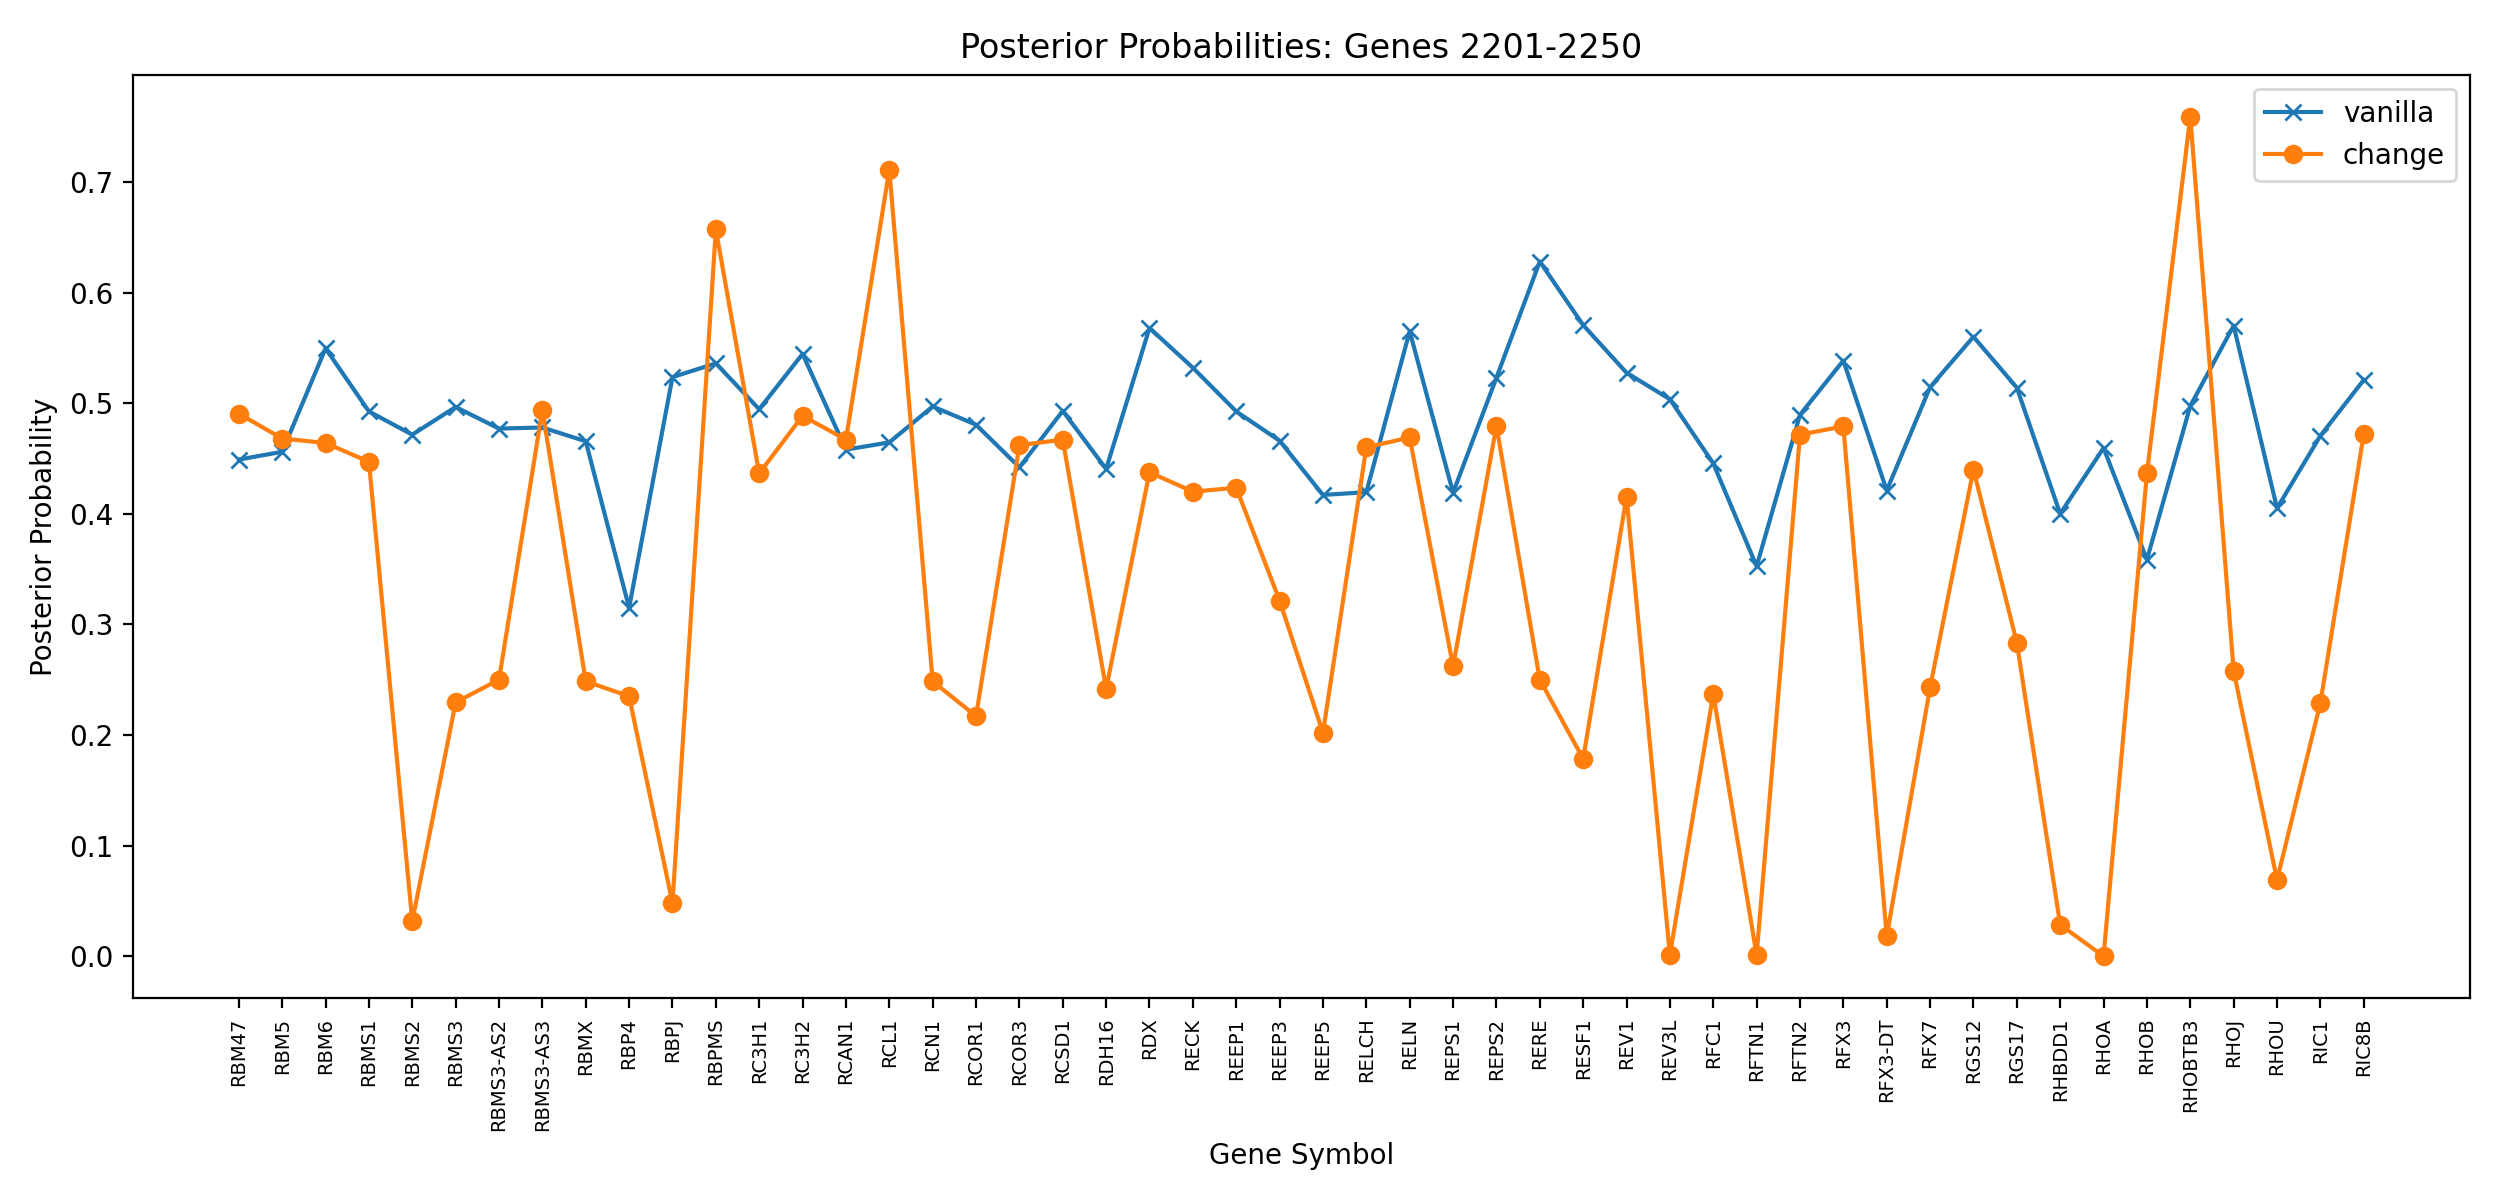 Posterior Probabilities: Genes 2201-2250
vanilla
change
Posterior Probability
0.7
0.6
0.5
0.4
0.3
0.2
0.1
0.0
RBM47
RBM5
RBM6
RBMS1
RBMS2
RBMS3
RBMS3-AS2
RBMS3-AS3
RBMX
RBP4
RBPJ
RBPMS
RC3H1
RC3H2
RCAN1
RCL1
RCN1
RCOR1
RCOR3
RCSD1
RDH16
RDX
RECK
REEP1
REEP3
REEP5
RELCH
RELN
REPS1
REPS2
RERE
RESF1
REV1
REV3L
RFC1
RFTN1
RFTN2
RFX3
RFX3-DT
RFX7
RGS12
RGS17
RHBDD1
RHOA
RHOB
RHOBTB3
RHOJ
RHOU
RIC1
RIC8B
Gene Symbol